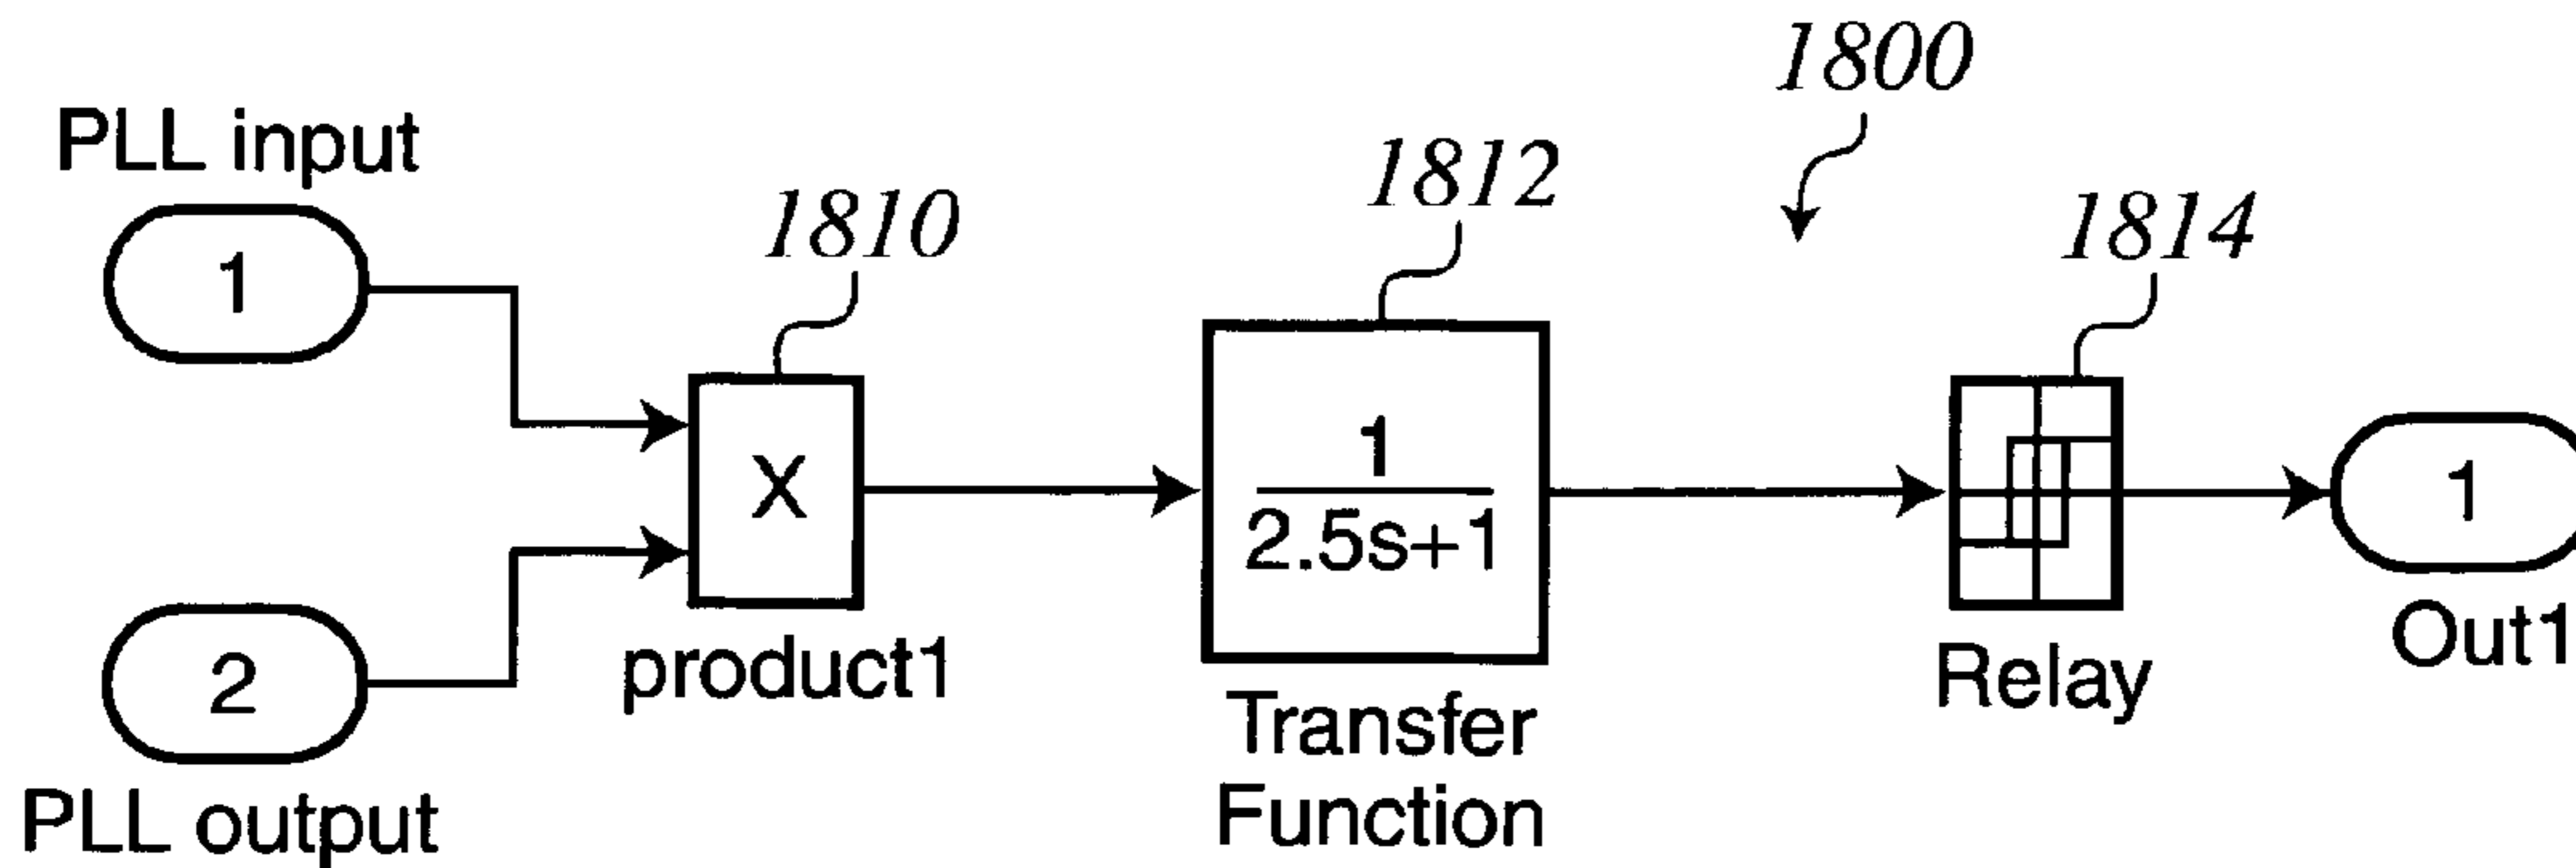 1800
PLL input
1
1810
1812
1814
X
1
2.5s+1
1
Out1
2
product1
Relay
Transfer
Function
PLL output